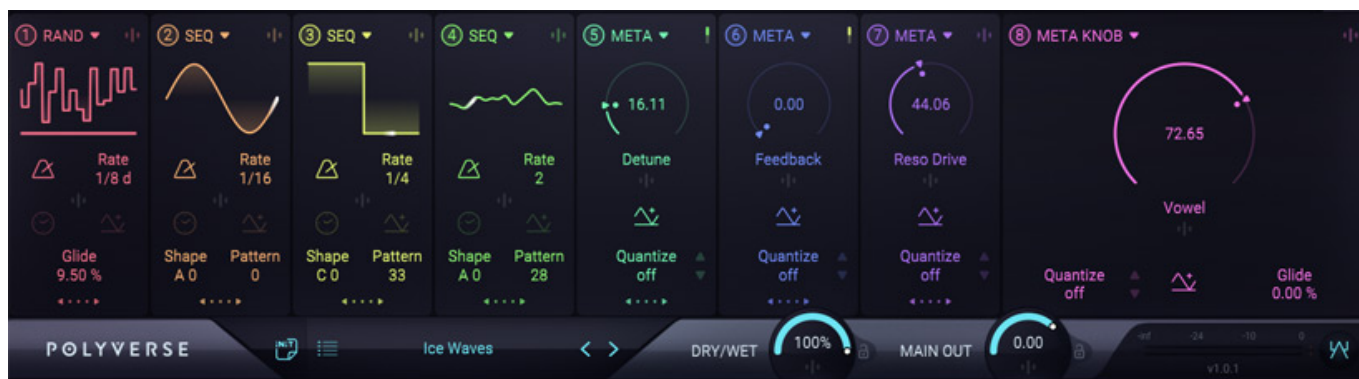 1 RAND
2 SEQ
3 SEQ
4 SEQ
5 META
6 META
7 META
8 META KNOB
16.11
0.00
44.06
72.65
Rate
1/8 d
Rate
1/16
Rate
1/4
Rate
2
Detune
Feedback
Reso Drive
Vowel
Glide
9.50 %
Shape
A 0
Pattern
0
Shape
C 0
Pattern
33
Shape
A 0
Pattern
28
Quantize
off
Quantize
off
Quantize
off
Quantize
off
Glide
0.00 %
POLYVERSE
INIT
Ice Waves
< >
DRY/WET
100%
MAIN OUT
0.00
-inf -24 -10 0
v1.0.1